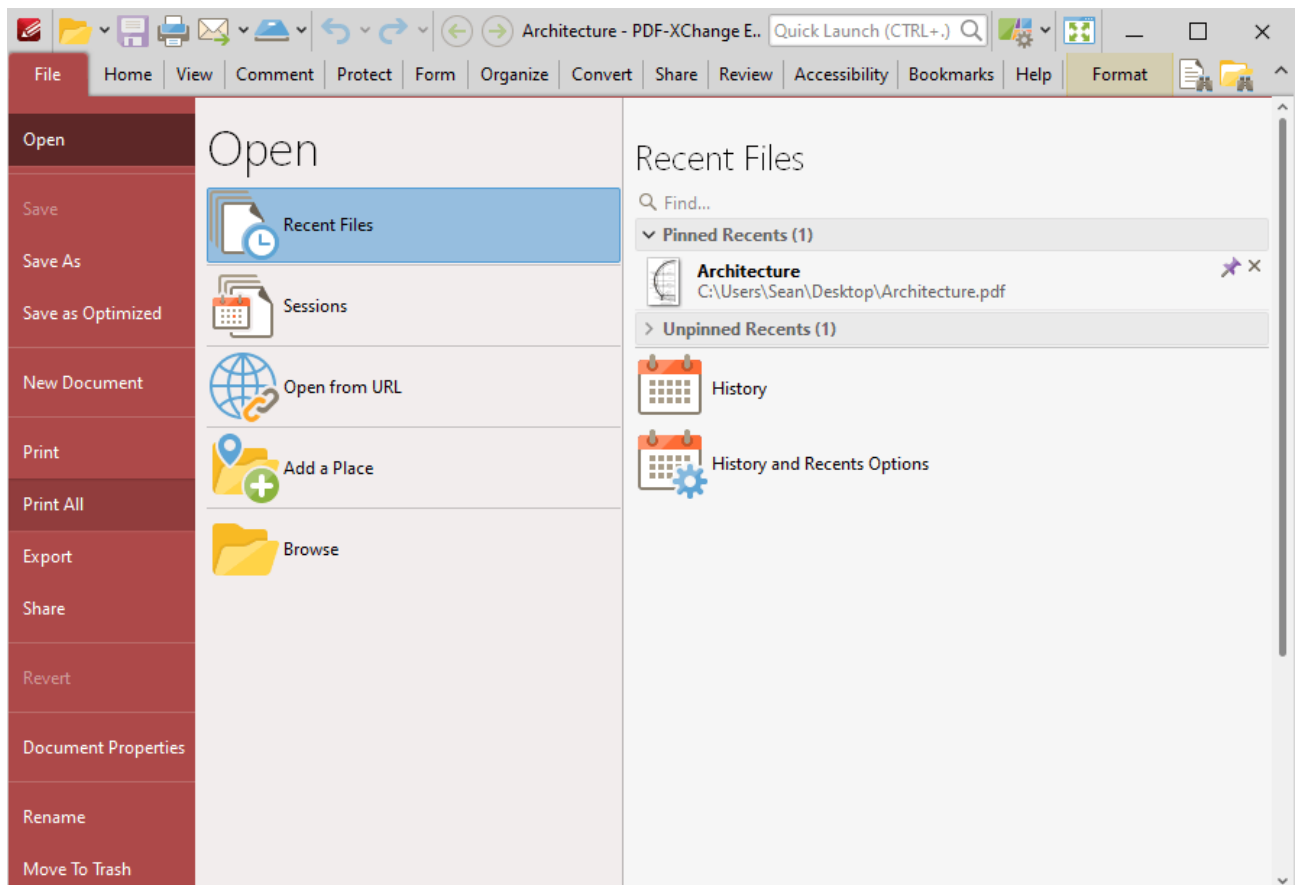 Architecture - PDF-XChange E.. Quick Launch (CTRL+.)
File Home View Comment Protect Form Organize Convert Share Review Accessibility Bookmarks Help Format
Open
Save
Save As
Save as Optimized
New Document
Print
Print All
Export
Share
Revert
Document Properties
Rename
Move To Trash
Open
Recent Files
Sessions
Open from URL
Add a Place
Browse
Recent Files
Find...
Pinned Recents (1)
Architecture
C:\Users\Sean\Desktop\Architecture.pdf
Unpinned Recents (1)
History
History and Recents Options